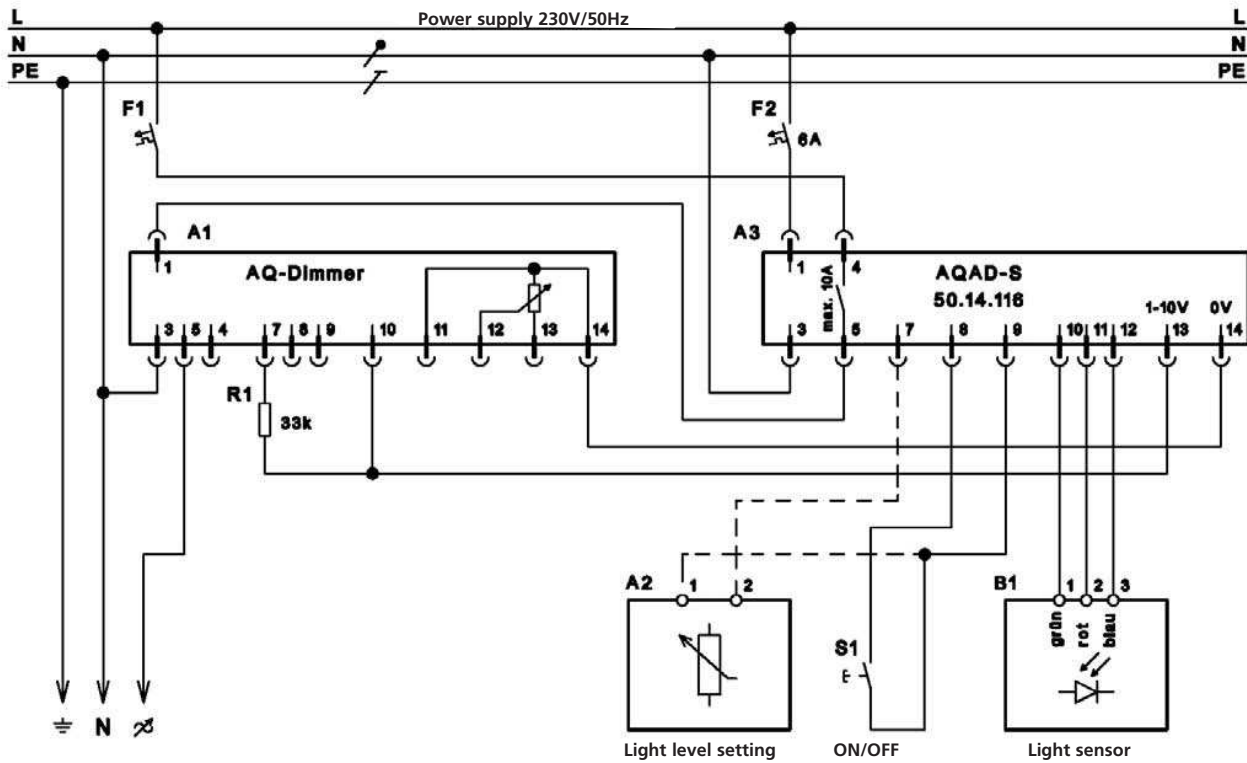 L Power supply 230V/50Hz L
N N
PE PE
F1 F2
6A
A1 A3
1 1 4
AQ-Dimmer AQAD-S
50.14.116
max. 10A
1-10V 0V
3 5 4 7 8 9 10 11 12 13 14 3 5 7 8 9 10 11 12 13 14
R1
33k
A2 1 2 B1 1 2 3
grün rot blau
S1
N
Light level setting ON/OFF Light sensor